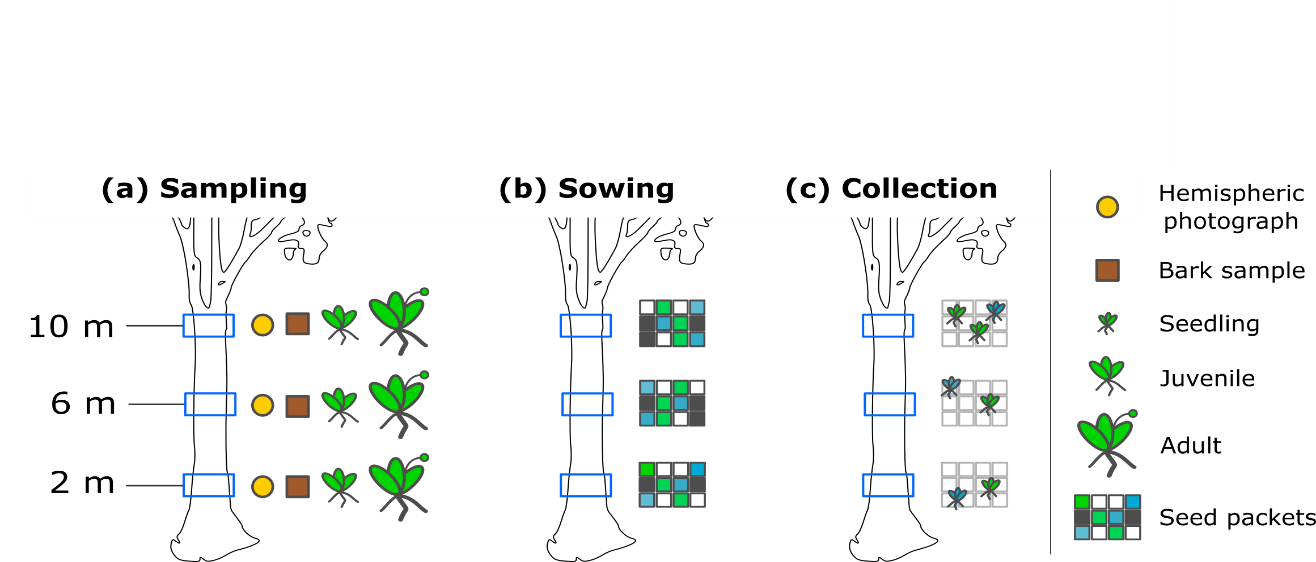 (a) Sampling
(b) Sowing
(c) Collection
10 m
6 m
2 m
Hemispheric
photograph
Bark sample
Seedling
Juvenile
Adult
Seed packets